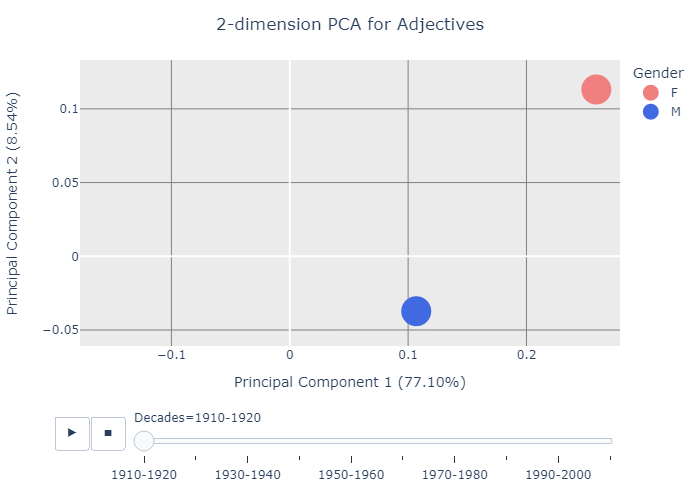 2-dimension PCA for Adjectives
Gender
F
M
Principal Component 2 (8.54%)
0.1
0.05
0
−0.05
−0.1
0
0.1
0.2
Principal Component 1 (77.10%)
Decades=1910-1920
1910-1920
1930-1940
1950-1960
1970-1980
1990-2000